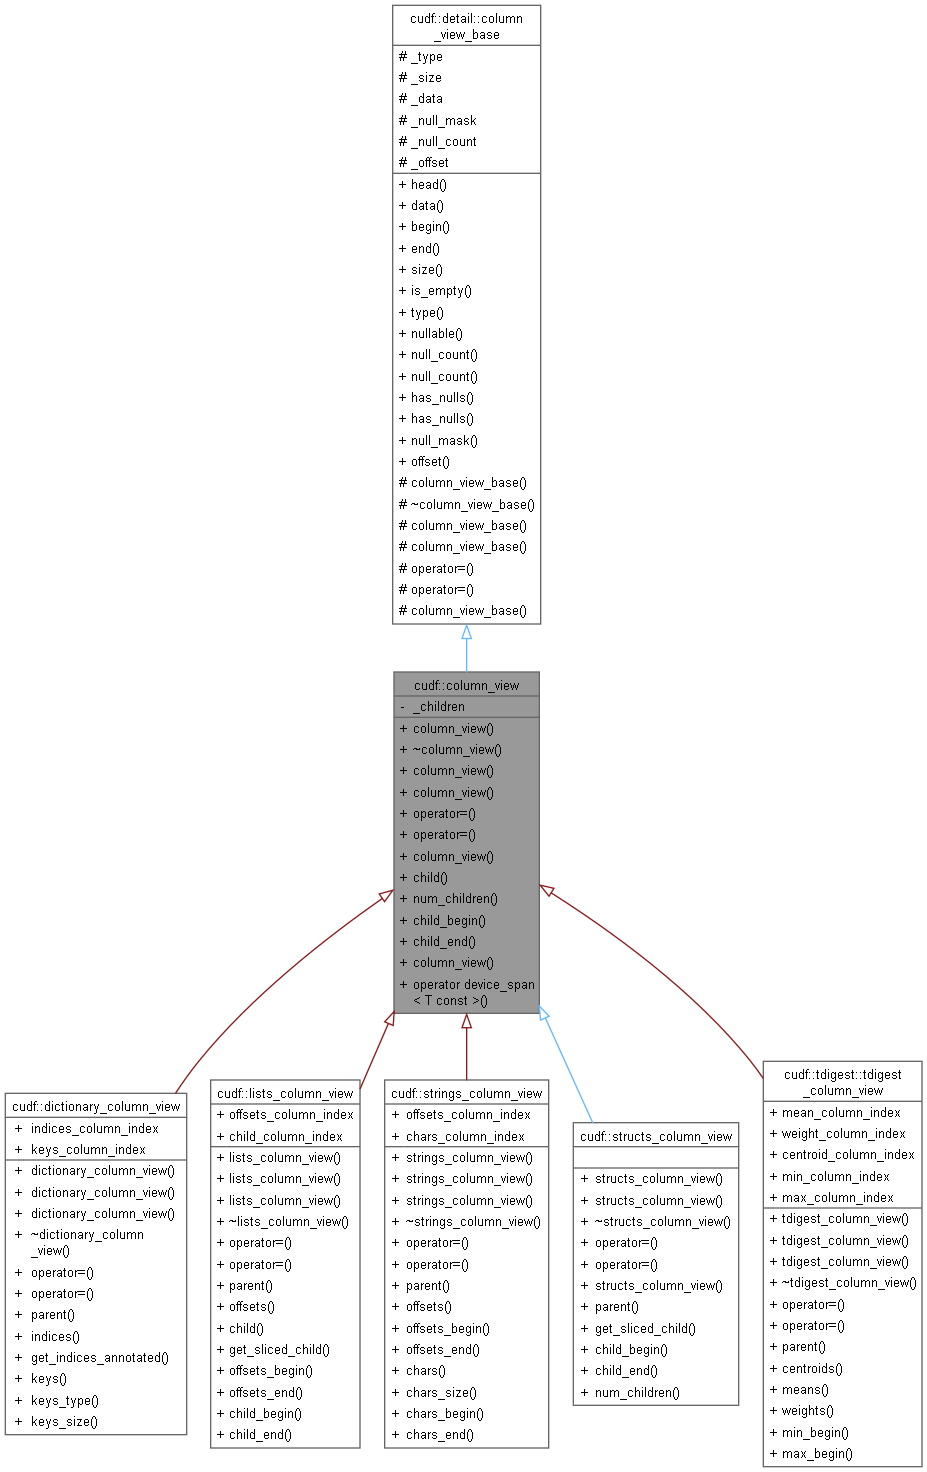 cudf::detail::column
_view_base
# _type
# _size
# _data
# _null_mask
# _null_count
# _offset
+ head()
+ data()
+ begin()
+ end()
+ size()
+ is_empty()
+ type()
+ nullable()
+ null_count()
+ null_count()
+ has_nulls()
+ has_nulls()
+ null_mask()
+ offset()
# column_view_base()
# ~column_view_base()
# column_view_base()
# column_view_base()
# operator=()
# operator=()
# column_view_base()
cudf::column_view
- _children
+ column_view()
+ ~column_view()
+ column_view()
+ column_view()
+ operator=()
+ operator=()
+ column_view()
+ child()
+ num_children()
+ child_begin()
+ child_end()
+ column_view()
+ operator device_span
< T const >()
cudf::dictionary_column_view
+ indices_column_index
+ keys_column_index
+ dictionary_column_view()
+ dictionary_column_view()
+ dictionary_column_view()
+ ~dictionary_column
_view()
+ operator=()
+ operator=()
+ parent()
+ indices()
+ get_indices_annotated()
+ keys()
+ keys_type()
+ keys_size()
cudf::lists_column_view
+ offsets_column_index
+ child_column_index
+ lists_column_view()
+ lists_column_view()
+ lists_column_view()
+ ~lists_column_view()
+ operator=()
+ operator=()
+ parent()
+ offsets()
+ child()
+ get_sliced_child()
+ offsets_begin()
+ offsets_end()
+ child_begin()
+ child_end()
cudf::strings_column_view
+ offsets_column_index
+ chars_column_index
+ strings_column_view()
+ strings_column_view()
+ strings_column_view()
+ ~strings_column_view()
+ operator=()
+ operator=()
+ parent()
+ offsets()
+ offsets_begin()
+ offsets_end()
+ chars()
+ chars_size()
+ chars_begin()
+ chars_end()
cudf::structs_column_view
+ structs_column_view()
+ structs_column_view()
+ ~structs_column_view()
+ operator=()
+ operator=()
+ structs_column_view()
+ parent()
+ get_sliced_child()
+ child_begin()
+ child_end()
+ num_children()
cudf::tdigest::tdigest
_column_view
+ mean_column_index
+ weight_column_index
+ centroid_column_index
+ min_column_index
+ max_column_index
+ tdigest_column_view()
+ tdigest_column_view()
+ tdigest_column_view()
+ ~tdigest_column_view()
+ operator=()
+ operator=()
+ parent()
+ centroids()
+ means()
+ weights()
+ min_begin()
+ max_begin()